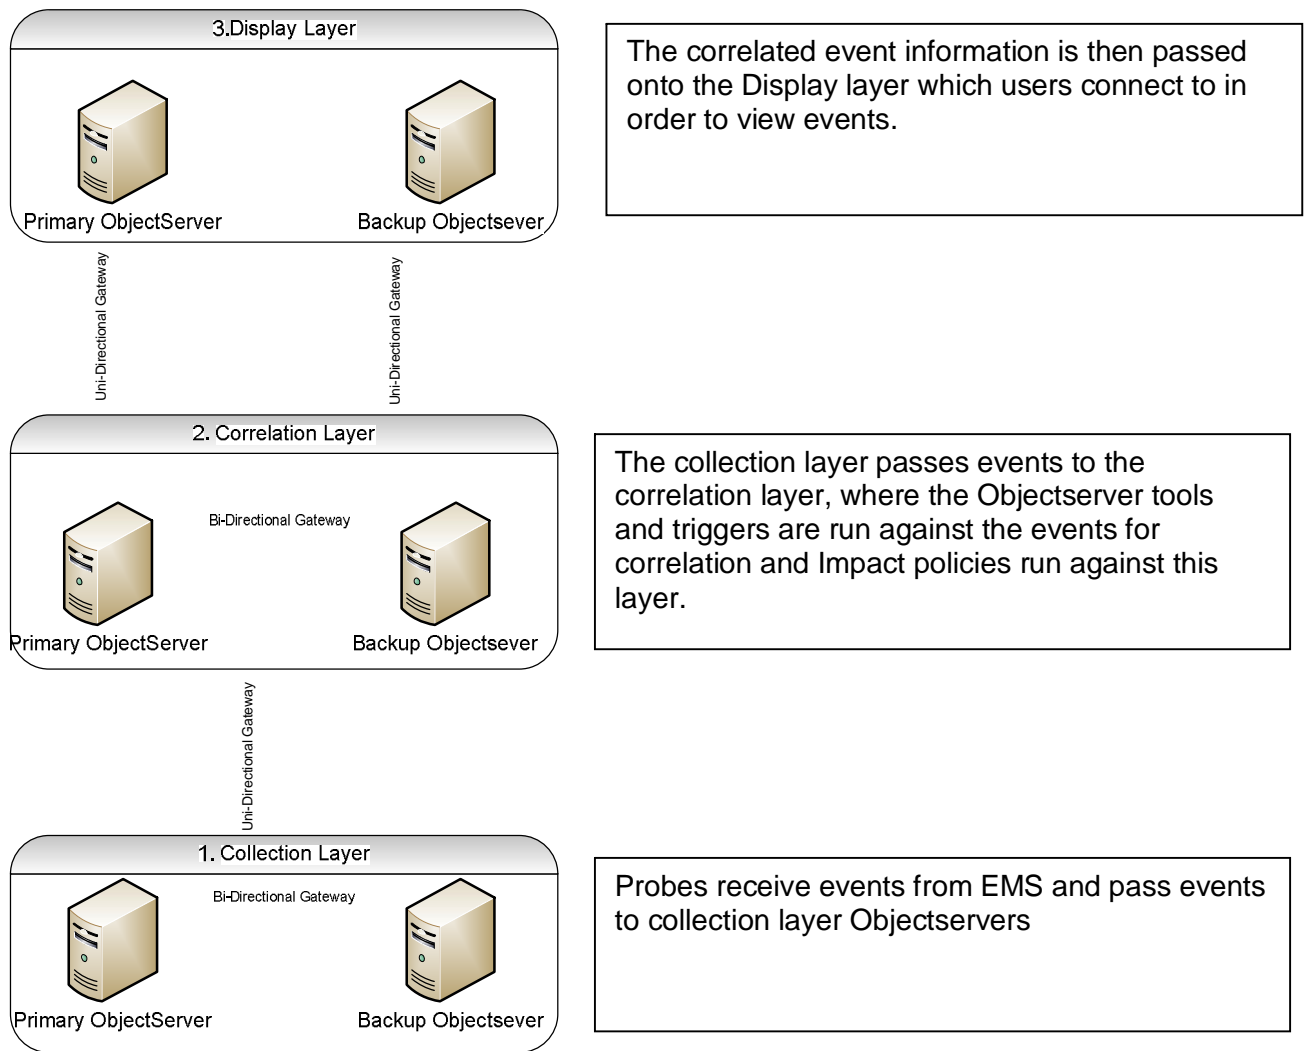 3.Display Layer
Primary ObjectServer
Backup Objectsever
The correlated event information is then passed
onto the Display layer which users connect to in
order to view events.
Uni-Directional Gateway
Uni-Directional Gateway
2. Correlation Layer
Bi-Directional Gateway
Primary ObjectServer
Backup Objectsever
The collection layer passes events to the
correlation layer, where the Objectserver tools
and triggers are run against the events for
correlation and Impact policies run against this
layer.
Uni-Directional Gateway
1. Collection Layer
Bi-Directional Gateway
Primary ObjectServer
Backup Objectsever
Probes receive events from EMS and pass events
to collection layer Objectservers